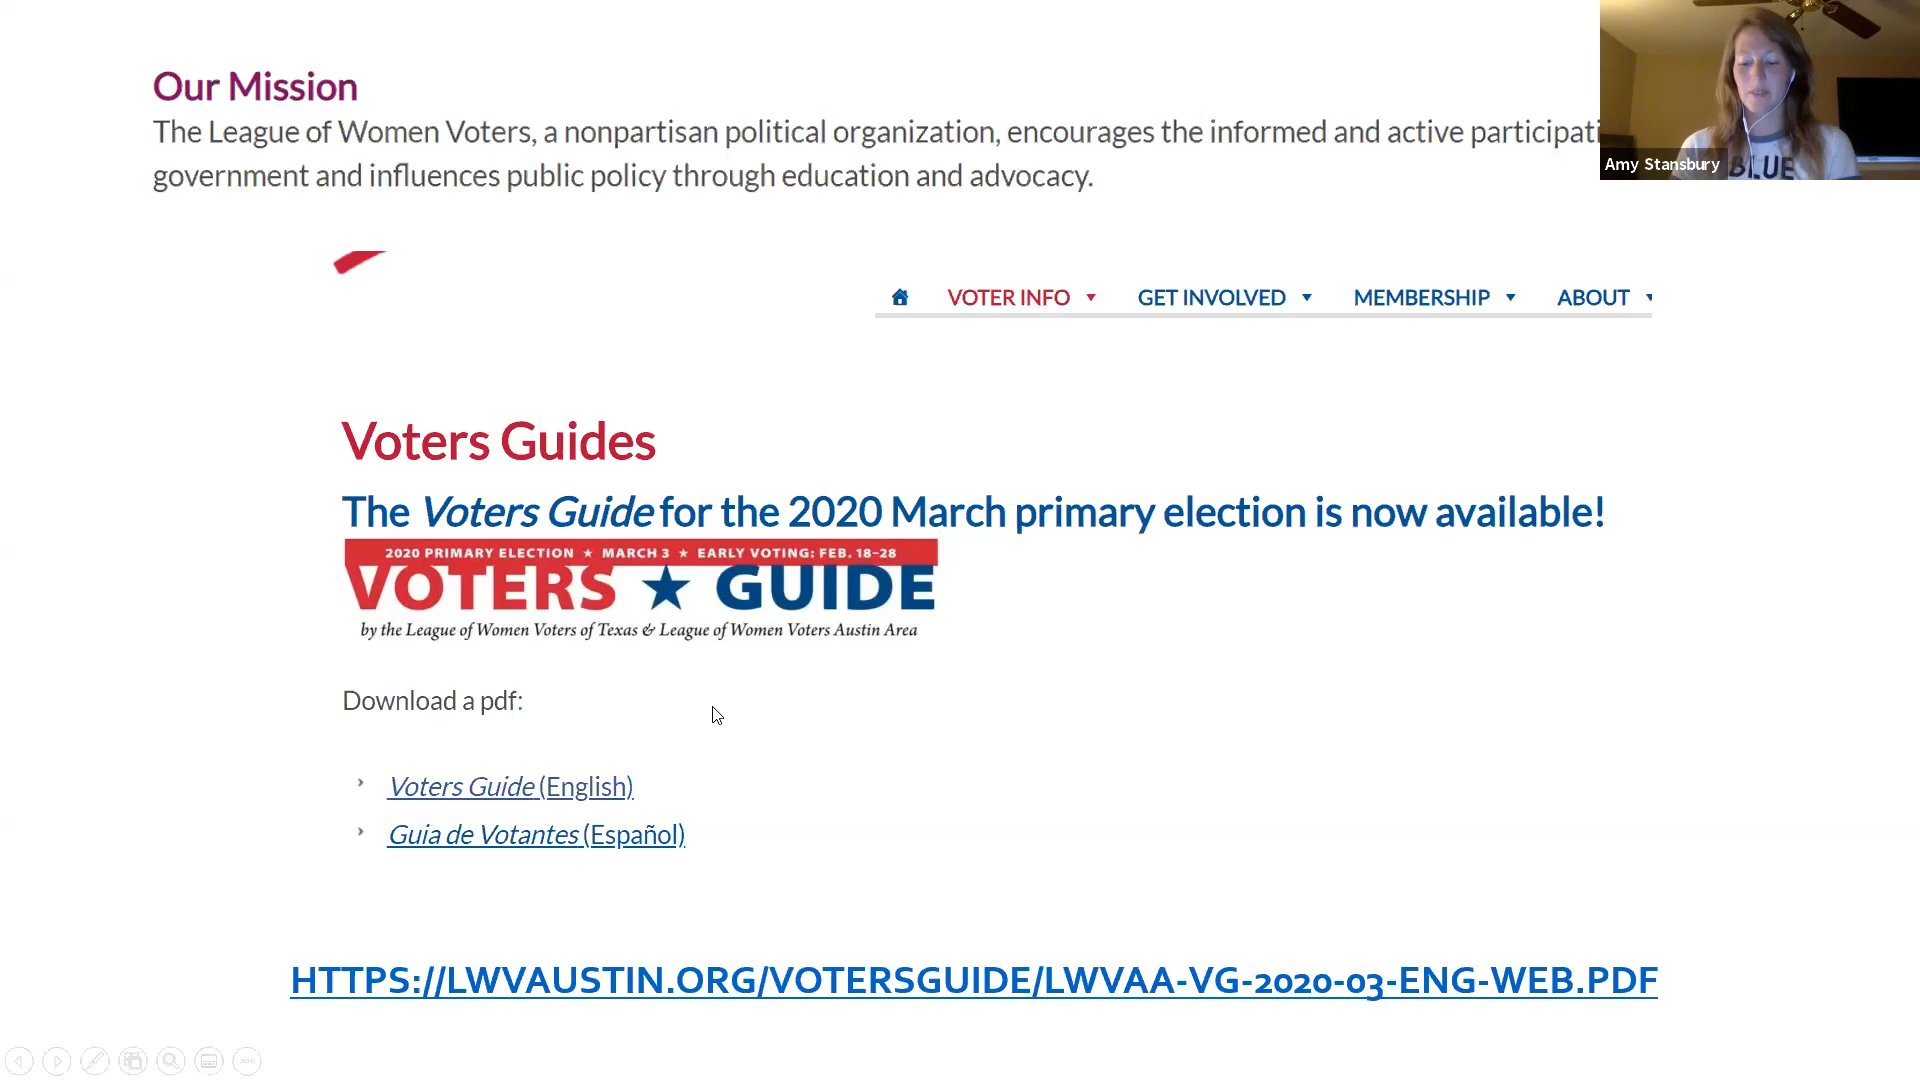 Our Mission
The League of Women Voters, a nonpartisan political organization, encourages the informed and active participati
government and influences public policy through education and advocacy.
Amy Stansbury
BLUE
VOTER INFO
GET INVOLVED
MEMBERSHIP
ABOUT
Voters Guides
The Voters Guide for the 2020 March primary election is now available!
2020 PRIMARY ELECTION ★ MARCH 3 ★ EARLY VOTING: FEB. 18–28
VOTERS ★ GUIDE
by the League of Women Voters of Texas & League of Women Voters Austin Area
Download a pdf:
Voters Guide (English)
Guia de Votantes (Español)
HTTPS://LWVAUSTIN.ORG/VOTERSGUIDE/LWVAA-VG-2020-03-ENG-WEB.PDF